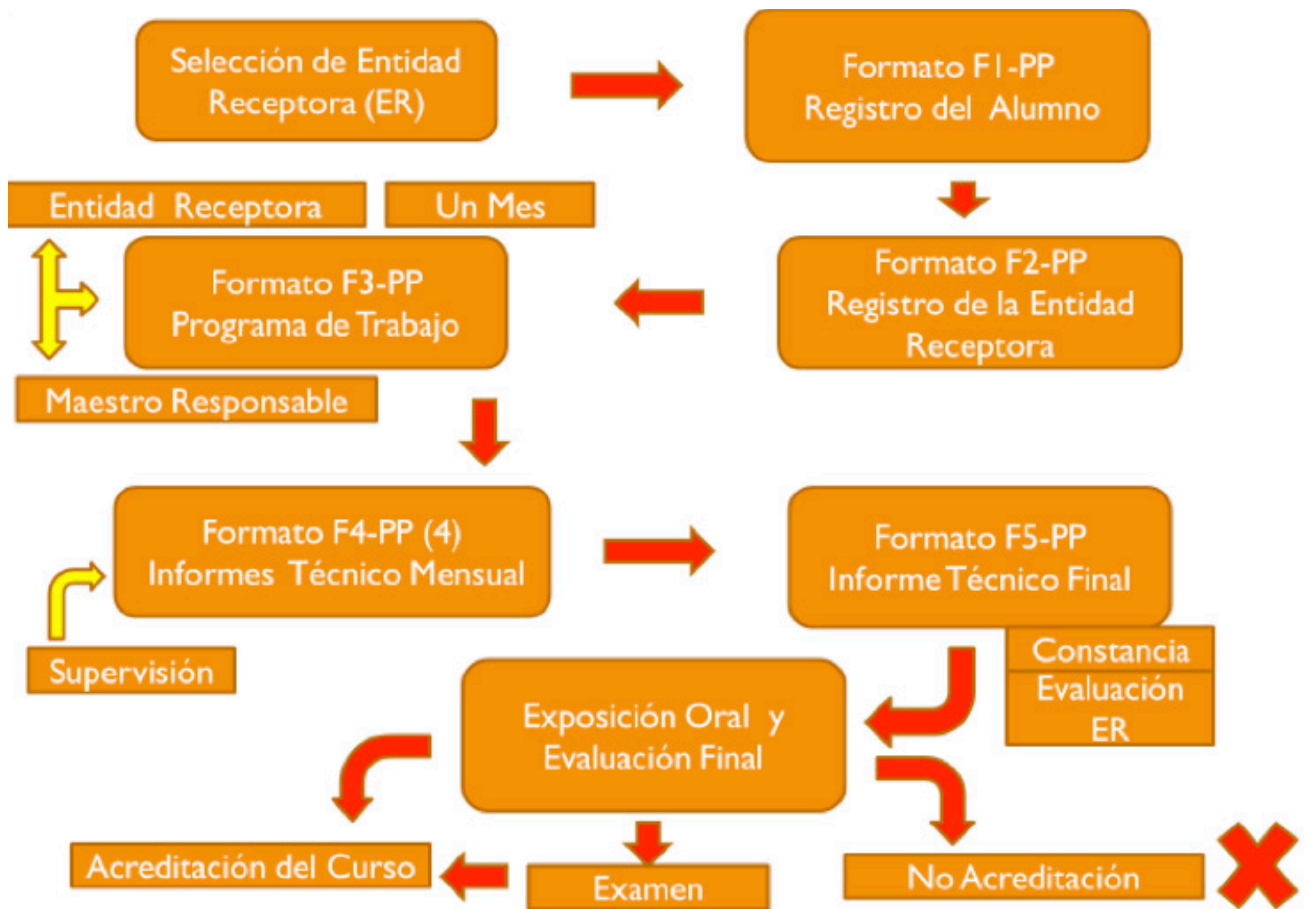 Selección de Entidad
Receptora (ER)
Formato F1-PP
Registro del Alumno
Entidad Receptora
Un Mes
Formato F3-PP
Programa de Trabajo
Formato F2-PP
Registro de la Entidad
Receptora
Maestro Responsable
Formato F4-PP (4)
Informes Técnico Mensual
Formato F5-PP
Informe Técnico Final
Supervisión
Constancia
Evaluación
ER
Exposición Oral y
Evaluación Final
Acreditación del Curso
Examen
No Acreditación